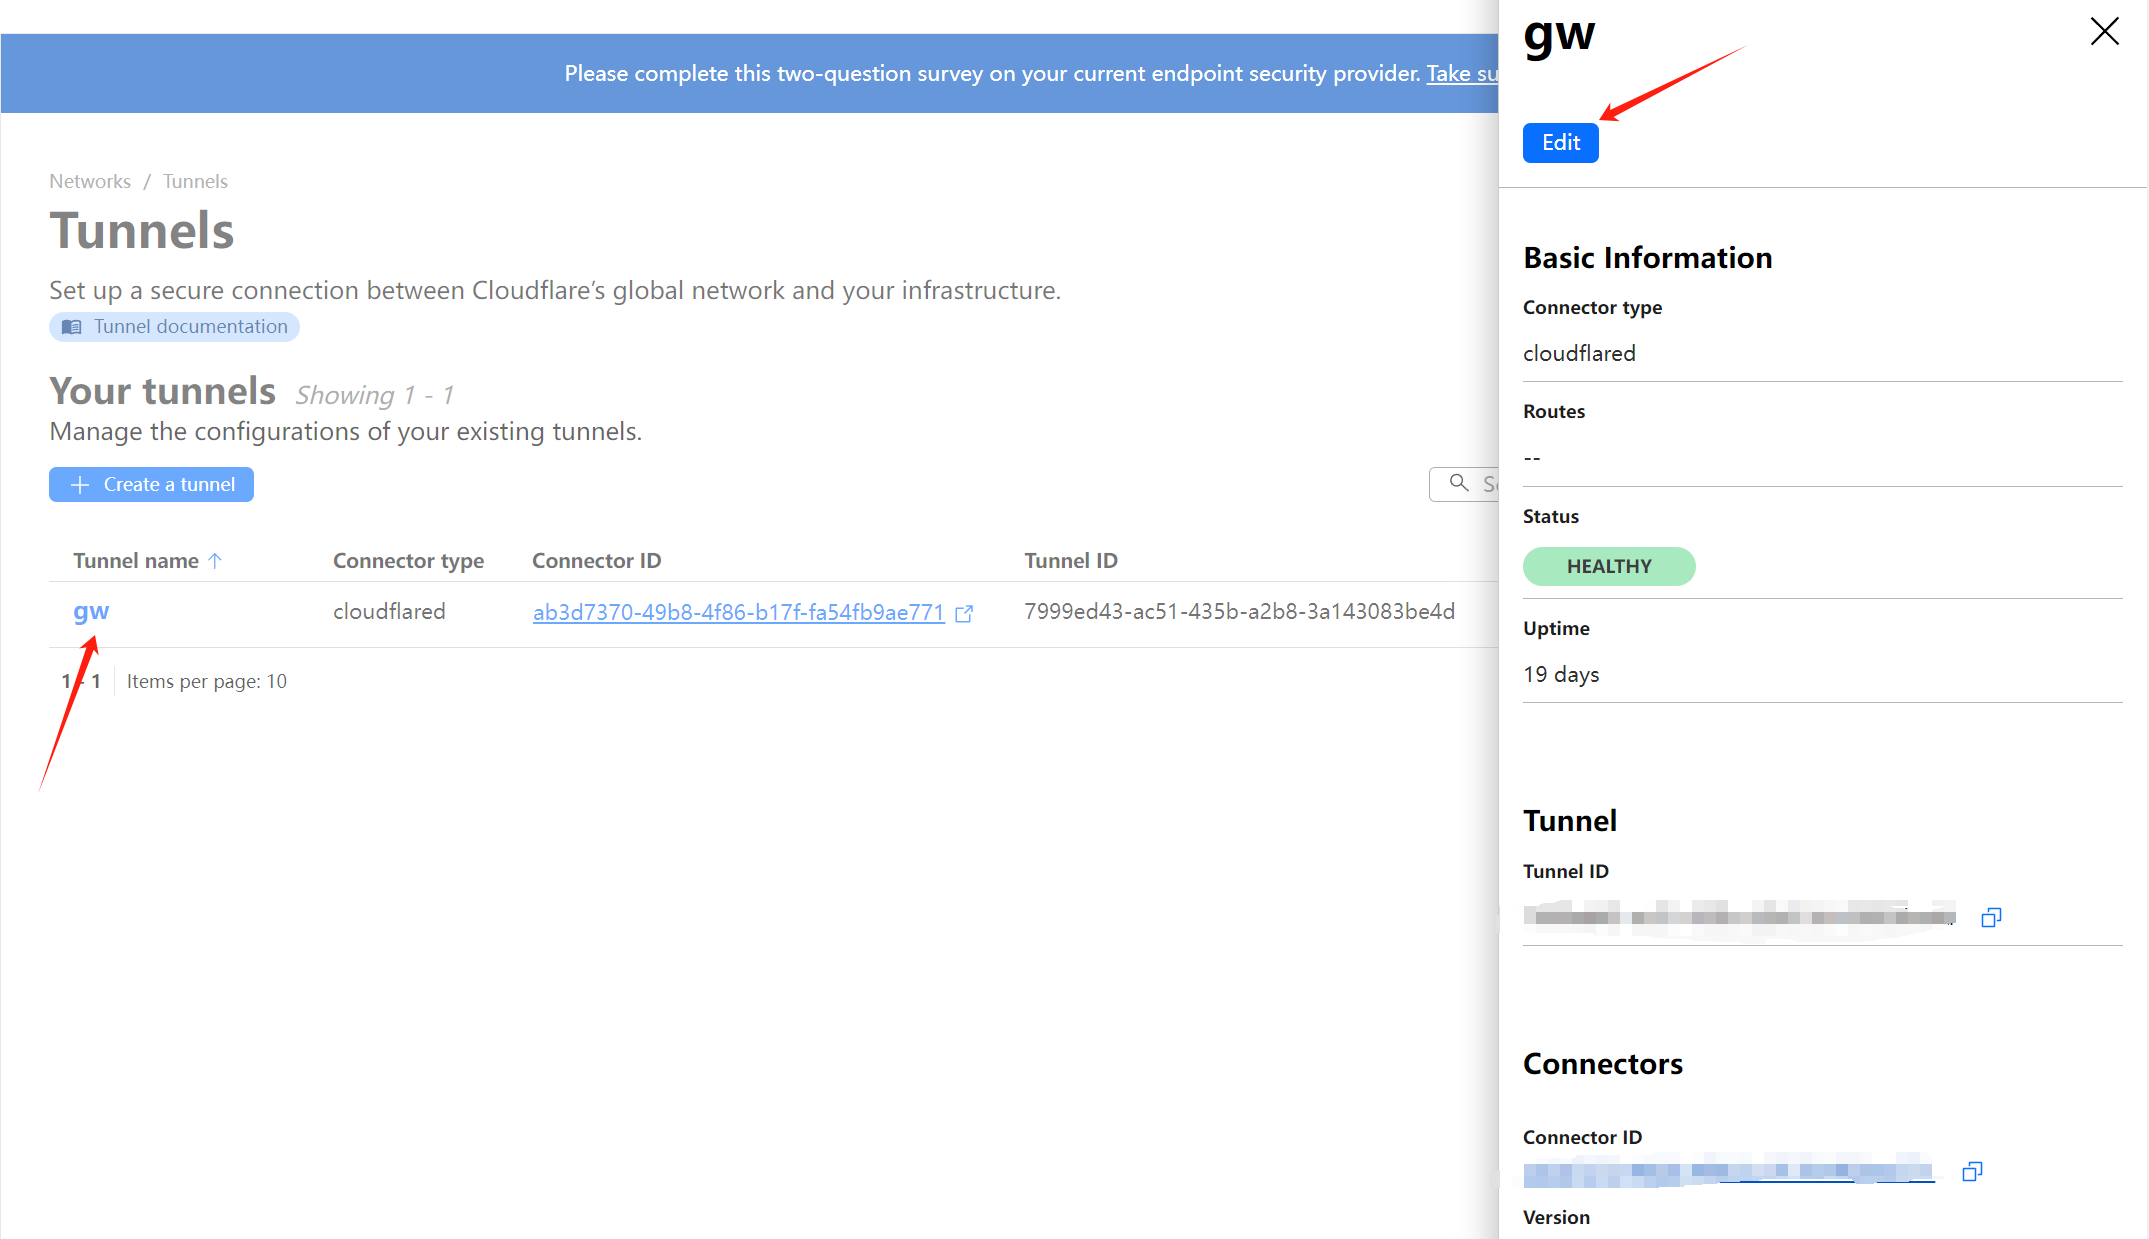 Please complete this two-question survey on your current endpoint security provider. Take su
Networks / Tunnels
Tunnels
Set up a secure connection between Cloudflare’s global network and your infrastructure.
Tunnel documentation
Your tunnels Showing 1 - 1
Manage the configurations of your existing tunnels.
Create a tunnel
Tunnel name Connector type Connector ID Tunnel ID
gw cloudflared ab3d7370-49b8-4f86-b17f-fa54fb9ae771 7999ed43-ac51-435b-a2b8-3a143083be4d
1 - 1 Items per page: 10
gw
Edit
Basic Information
Connector type
cloudflared
Routes
--
Status
HEALTHY
Uptime
19 days
Tunnel
Tunnel ID
Connectors
Connector ID
Version